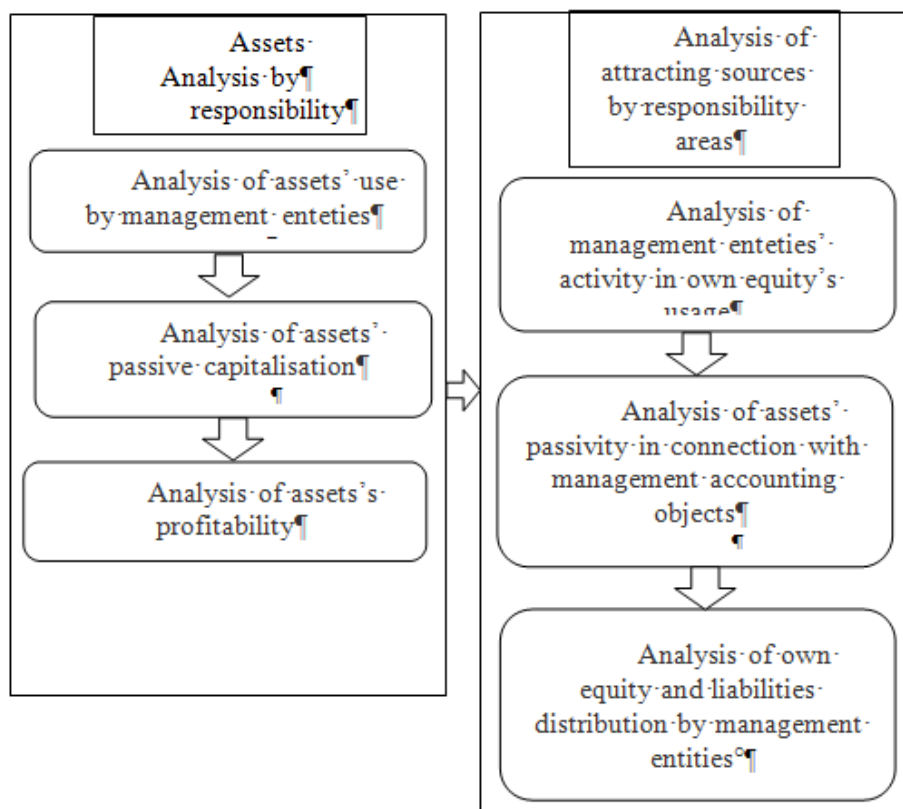 Assets
Analysis by¶
responsibility¶
Analysis of assets’ use
by management enteties¶
Analysis of assets’
passive capitalisation¶
¶
Analysis of assets’s
profitability¶
Analysis of
attracting sources
by responsibility
areas¶
Analysis of
management enteties’
activity in own equity’s
usage¶
Analysis of assets’
passivity in connection with
management accounting
objects¶
¶
Analysis of own
equity and liabilities
distribution by management
entities°¶